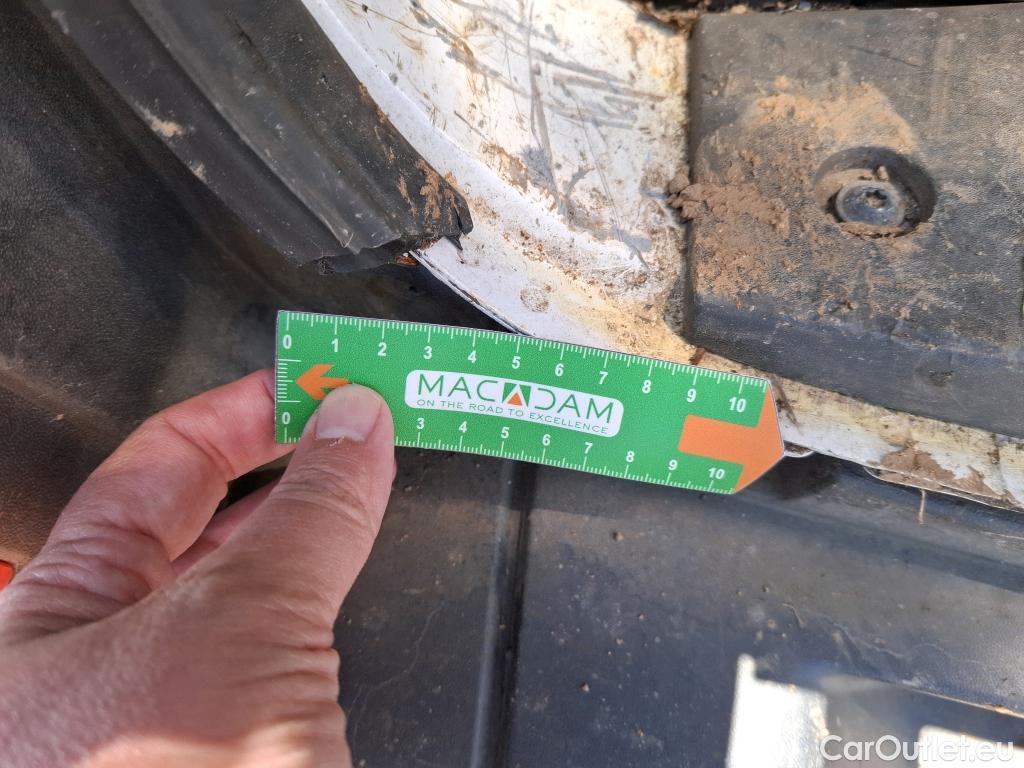 0 1 2 3 4 5 6 7 8 9 10
MACADAM
ON THE ROAD TO EXCELLENCE
0 3 4 5 6 7 8 9 10
CarOutlet.eu